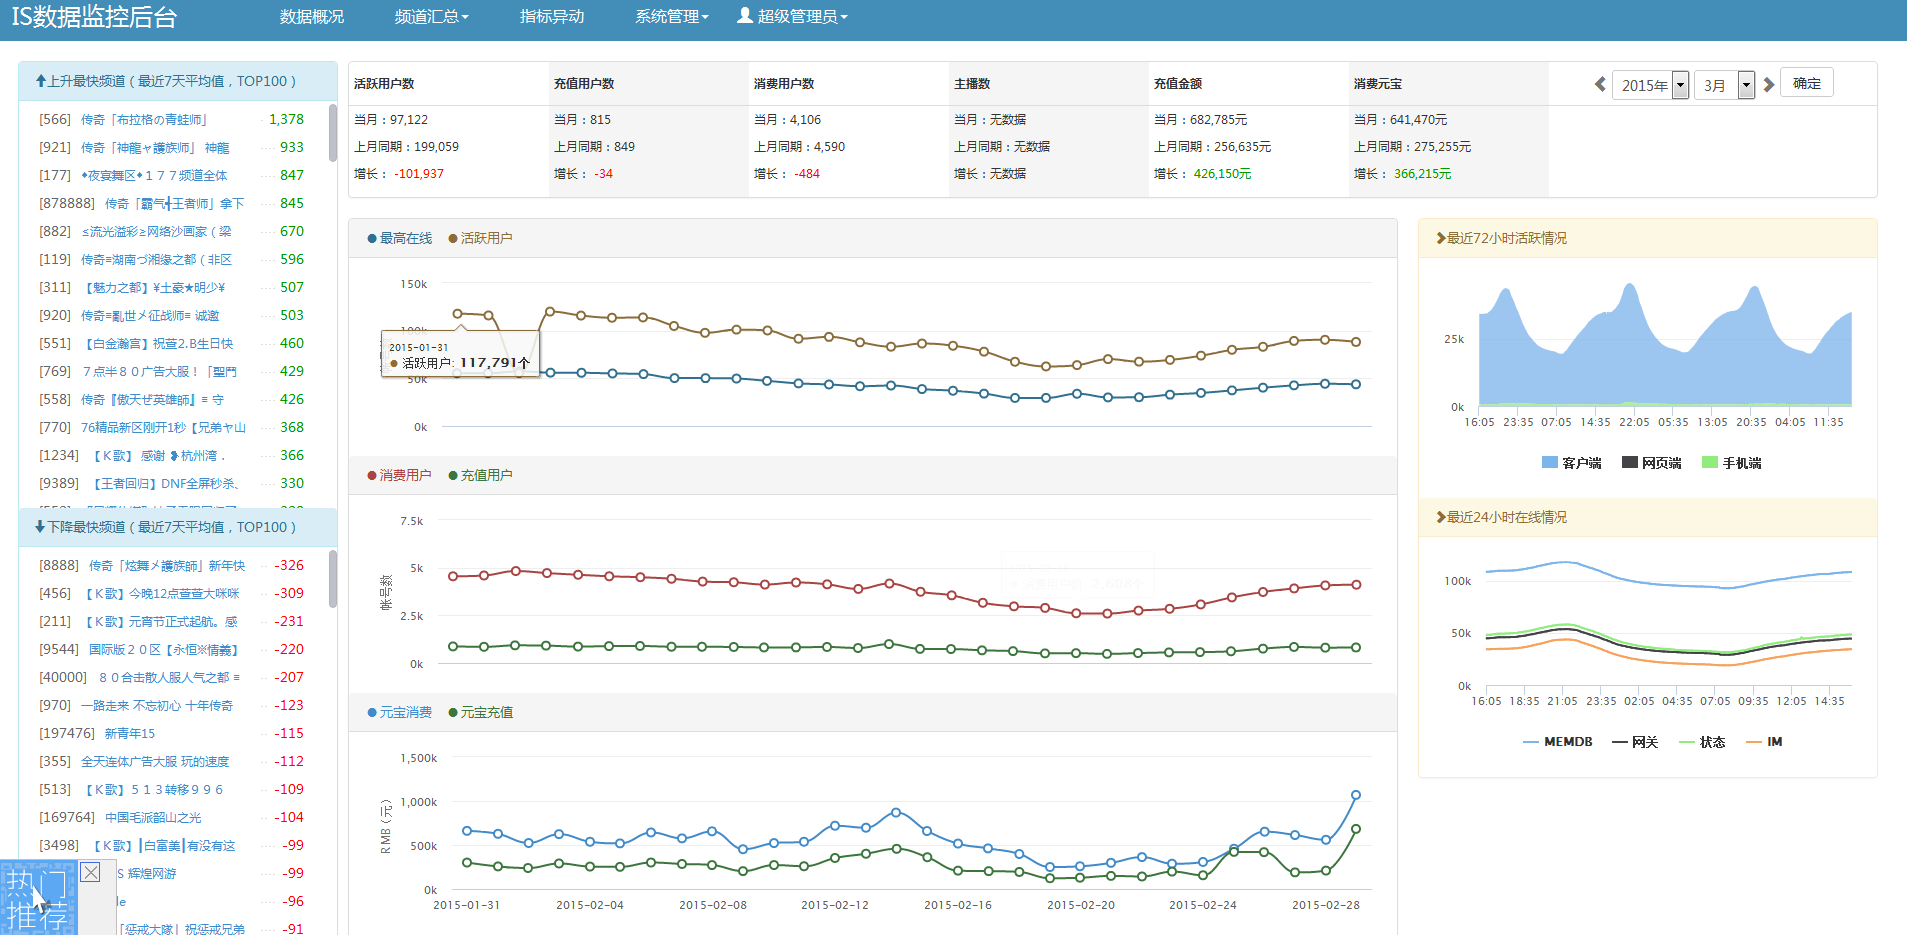 IS数据监控后台
数据概况
频道汇总
指标异动
系统管理
超级管理员
上升最快频道（最近7天平均值，TOP100）
[566] 传奇「布拉格の青蛙师」 1,378
[921] 传奇「神龍ャ護族师」 神龍 933
[177] ◆夜宴舞区◆１７７频道全体 847
[878888] 传奇「霸气╉王者师」拿下 845
[882] ≤流光溢彩≥网络沙画家（梁 670
[119] 传奇≡湖南づ湘缘之都（非区 596
[311] 【魅力之都】¥土豪★明少¥ 507
[920] 传奇≡亂世メ征战师≡ 诚邀 503
[551] 【白金瀚宫】祝萱2.B生日快 460
[769] ７点半８０广告大服！「聖鬥 429
[558] 传奇『傲天ぜ英雄師』≡ 守 426
[770] 76精品新区刚开1秒【兄弟ヤ山 368
[1234] 【Ｋ歌】 感谢 ❥杭州湾． 366
[9389] 【王者回归】DNF全屏秒杀、 330
下降最快频道（最近7天平均值，TOP100）
[8888] 传奇「炫舞メ護族師」新年快 -326
[456] 【Ｋ歌】今晚12点萱萱大咪咪 -309
[211] 【Ｋ歌】元宵节正式起航。感 -231
[9544] 国际版２０区【永恒※情義】 -220
[40000] ８０合击散人服人气之都 ≡ -207
[970] 一路走来 不忘初心 十年传奇 -123
[197476] 新青年15 -115
[355] 全天连体广告大服 玩的速度 -112
[513] 【Ｋ歌】５１３转移９９６ -109
[169764] 中国毛派韶山之光 -104
[3498] 【Ｋ歌】┃白富美┃有没有这 -99
S 辉煌网游 -99
le -96
「惩戒大隊」祝惩戒兄弟 -91
热门
推荐
活跃用户数
当月：97,122
上月同期：199,059
增长： -101,937
充值用户数
当月：815
上月同期：849
增长： -34
消费用户数
当月：4,106
上月同期：4,590
增长： -484
主播数
当月：无数据
上月同期：无数据
增长：无数据
充值金额
当月：682,785元
上月同期：256,635元
增长： 426,150元
消费元宝
当月：641,470元
上月同期：275,255元
增长： 366,215元
2015年 3月 确定
最高在线 活跃用户
150k
100k
50k
0k
2015-01-31
活跃用户: 117,791个
消费用户 充值用户
7.5k
5k
2.5k
0k
帐号数
元宝消费 元宝充值
1,500k
1,000k
500k
0k
RMB（元）
2015-01-31 2015-02-04 2015-02-08 2015-02-12 2015-02-16 2015-02-20 2015-02-24 2015-02-28
最近72小时活跃情况
25k
0k
16:05 23:35 07:05 14:35 22:05 05:35 13:05 20:35 04:05 11:35
客户端 网页端 手机端
最近24小时在线情况
100k
50k
0k
16:05 18:35 21:05 23:35 02:05 04:35 07:05 09:35 12:05 14:35
MEMDB 网关 状态 IM